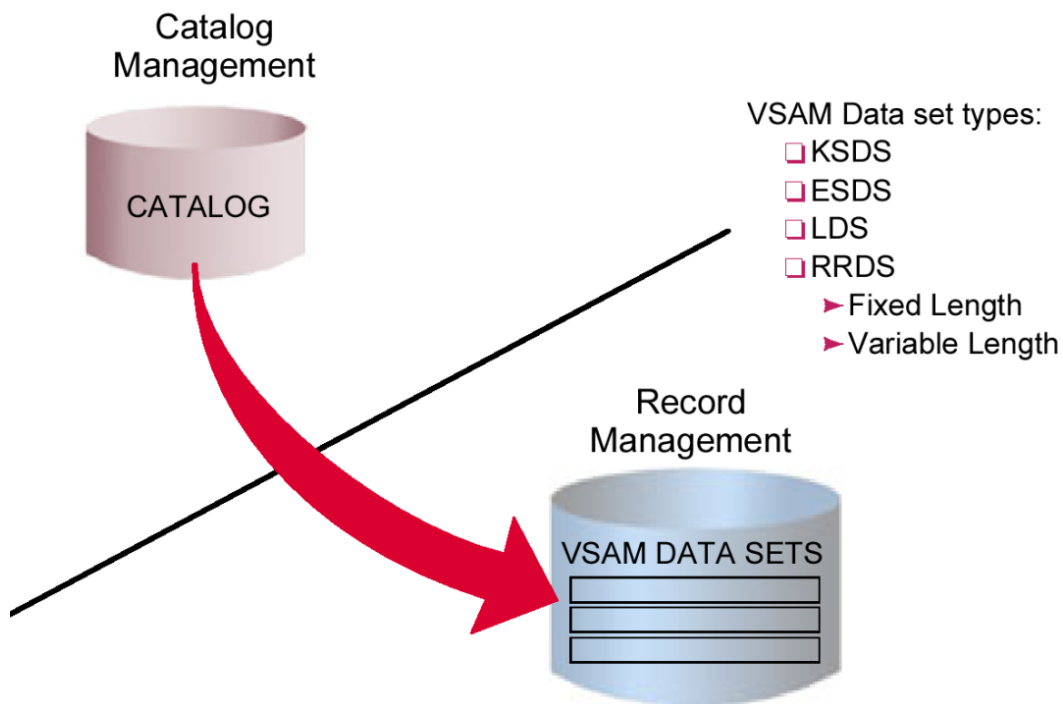 Catalog
Management
CATALOG
VSAM Data set types:
KSDS
ESDS
LDS
RRDS
Fixed Length
Variable Length
Record
Management
VSAM DATA SETS